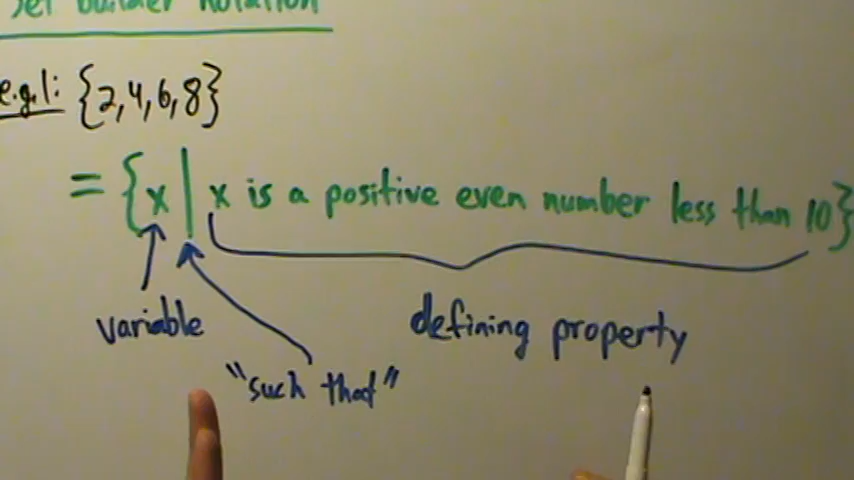 Set Builder Notation
e.g.1: {2,4,6,8}
= {x | x is a positive even number less than 10}
variable
defining property
"such that"